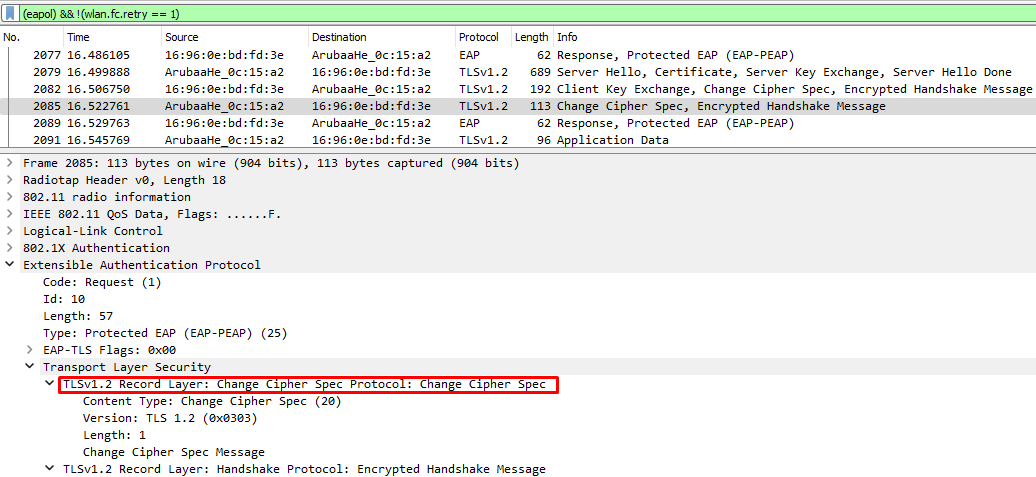 (eapol) && !(wlan.fc.retry == 1)
No. Time Source Destination Protocol Length Info
2077 16.486105 16:96:0e:bd:fd:3e ArubaaHe_0c:15:a2 EAP 62 Response, Protected EAP (EAP-PEAP)
2079 16.499888 ArubaaHe_0c:15:a2 16:96:0e:bd:fd:3e TLSv1.2 689 Server Hello, Certificate, Server Key Exchange, Server Hello Done
2082 16.506750 16:96:0e:bd:fd:3e ArubaaHe_0c:15:a2 TLSv1.2 192 Client Key Exchange, Change Cipher Spec, Encrypted Handshake Message
2085 16.522761 ArubaaHe_0c:15:a2 16:96:0e:bd:fd:3e TLSv1.2 113 Change Cipher Spec, Encrypted Handshake Message
2089 16.529763 16:96:0e:bd:fd:3e ArubaaHe_0c:15:a2 EAP 62 Response, Protected EAP (EAP-PEAP)
2091 16.545769 ArubaaHe_0c:15:a2 16:96:0e:bd:fd:3e TLSv1.2 96 Application Data
Frame 2085: 113 bytes on wire (904 bits), 113 bytes captured (904 bits)
Radiotap Header v0, Length 18
802.11 radio information
IEEE 802.11 QoS Data, Flags: ......F.
Logical-Link Control
802.1X Authentication
Extensible Authentication Protocol
Code: Request (1)
Id: 10
Length: 57
Type: Protected EAP (EAP-PEAP) (25)
EAP-TLS Flags: 0x00
Transport Layer Security
TLSv1.2 Record Layer: Change Cipher Spec Protocol: Change Cipher Spec
Content Type: Change Cipher Spec (20)
Version: TLS 1.2 (0x0303)
Length: 1
Change Cipher Spec Message
TLSv1.2 Record Layer: Handshake Protocol: Encrypted Handshake Message